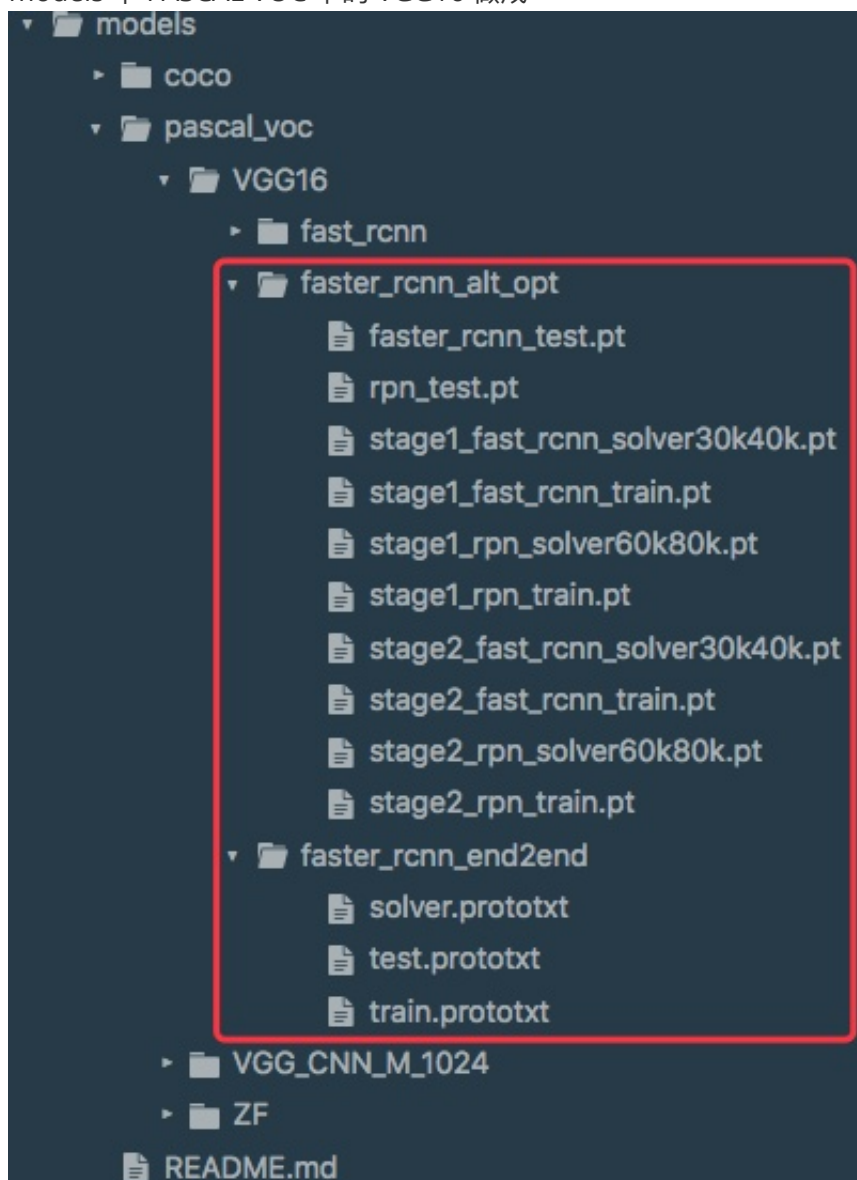 models
coco
pascal_voc
VGG16
fast_rcnn
faster_rcnn_alt_opt
faster_rcnn_test.pt
rpn_test.pt
stage1_fast_rcnn_solver30k40k.pt
stage1_fast_rcnn_train.pt
stage1_rpn_solver60k80k.pt
stage1_rpn_train.pt
stage2_fast_rcnn_solver30k40k.pt
stage2_fast_rcnn_train.pt
stage2_rpn_solver60k80k.pt
stage2_rpn_train.pt
faster_rcnn_end2end
solver.prototxt
test.prototxt
train.prototxt
VGG_CNN_M_1024
ZF
README.md